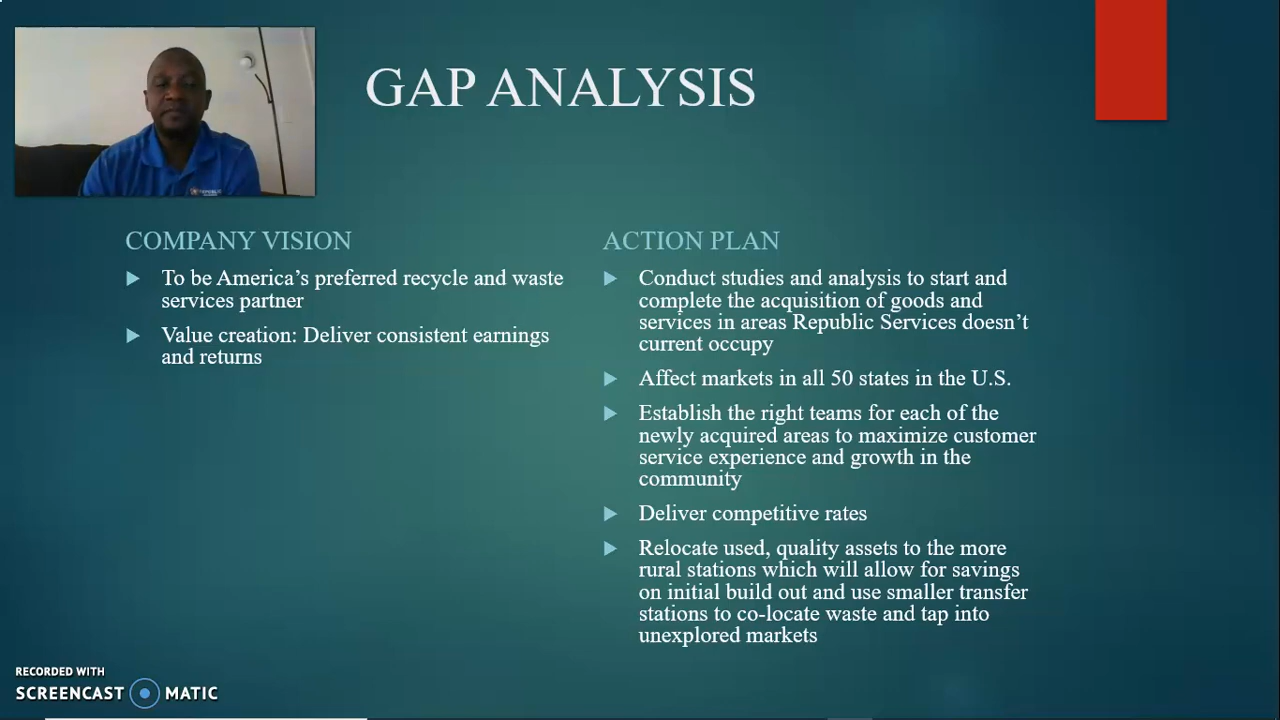 GAP ANALYSIS
COMPANY VISION
To be America's preferred recycle and waste
services partner
Value creation: Deliver consistent earnings
and returns
ACTION PLAN
Conduct studies and analysis to start and
complete the acquisition of goods and
services in areas Republic Services doesn't
current occupy
Affect markets in all 50 states in the U.S.
Establish the right teams for each of the
newly acquired areas to maximize customer
service experience and growth in the
community
Deliver competitive rates
Relocate used, quality assets to the more
rural stations which will allow for savings
on initial build out and use smaller transfer
stations to co-locate waste and tap into
unexplored markets
RECORDED WITH
SCREENCAST MATIC